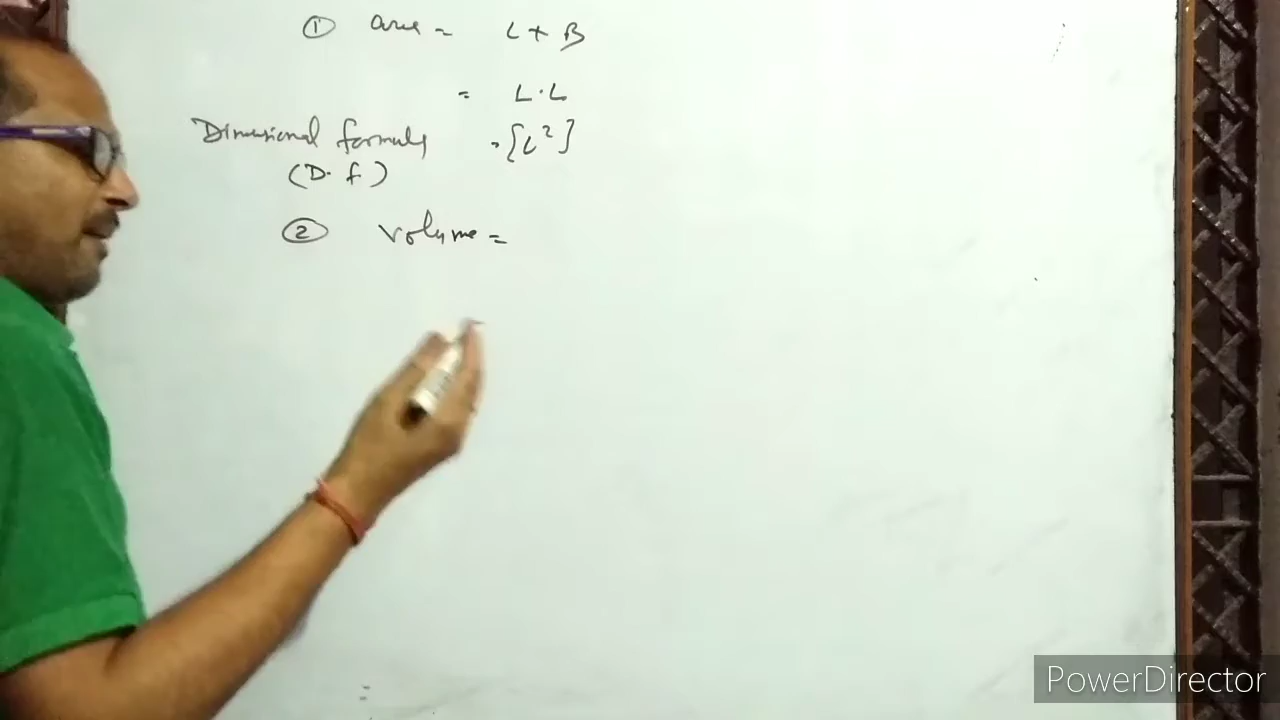 ① area = L × B
= L · L
Dimensional formula = [L²]
(D. f)
② Volume =
PowerDirector